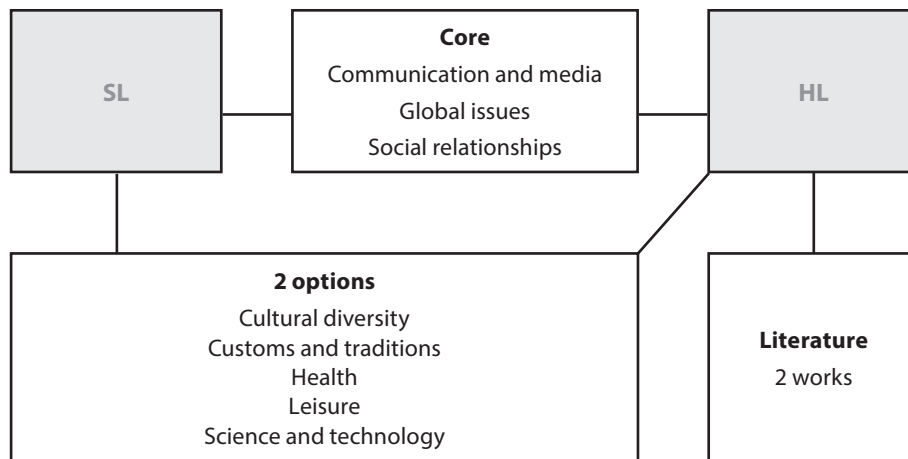 SL
Core
Communication and media
Global issues
Social relationships
HL
2 options
Cultural diversity
Customs and traditions
Health
Leisure
Science and technology
Literature
2 works